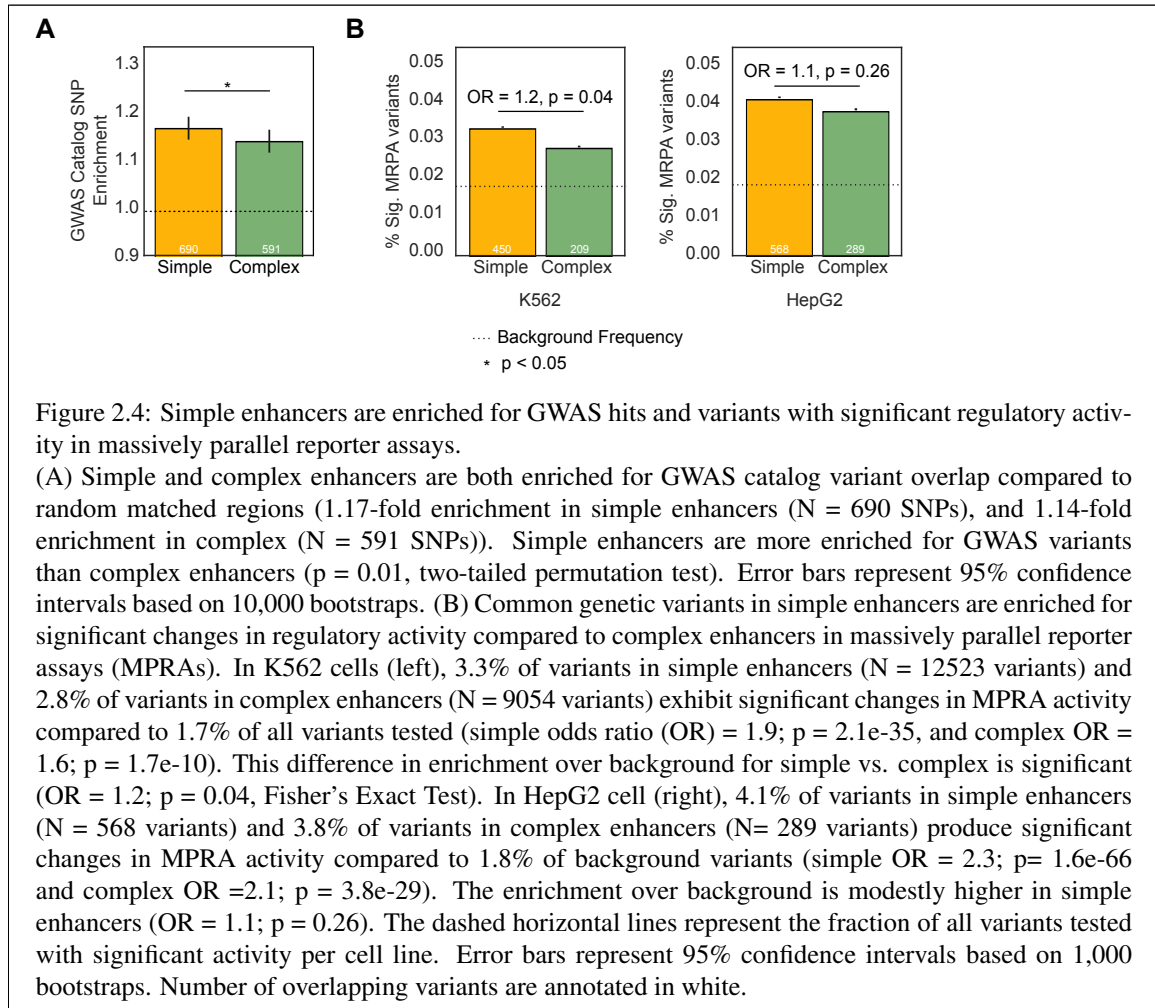 A
GWAS Catalog SNP
Enrichment
1.3
1.2
1.1
1.0
0.9
*
690
591
Simple
Complex
B
% Sig. MRPA variants
0.05
0.04
0.03
0.02
0.01
0.00
OR = 1.2, p = 0.04
450
209
Simple
Complex
K562
% Sig. MRPA variants
0.05
0.04
0.03
0.02
0.01
0.00
OR = 1.1, p = 0.26
568
289
Simple
Complex
HepG2
Background Frequency
* p < 0.05
Figure 2.4: Simple enhancers are enriched for GWAS hits and variants with significant regulatory activ-
ity in massively parallel reporter assays.
(A) Simple and complex enhancers are both enriched for GWAS catalog variant overlap compared to
random matched regions (1.17-fold enrichment in simple enhancers (N = 690 SNPs), and 1.14-fold
enrichment in complex (N = 591 SNPs)). Simple enhancers are more enriched for GWAS variants
than complex enhancers (p = 0.01, two-tailed permutation test). Error bars represent 95% confidence
intervals based on 10,000 bootstraps. (B) Common genetic variants in simple enhancers are enriched for
significant changes in regulatory activity compared to complex enhancers in massively parallel reporter
assays (MPRAs). In K562 cells (left), 3.3% of variants in simple enhancers (N = 12523 variants) and
2.8% of variants in complex enhancers (N = 9054 variants) exhibit significant changes in MPRA activity
compared to 1.7% of all variants tested (simple odds ratio (OR) = 1.9; p = 2.1e-35, and complex OR =
1.6; p = 1.7e-10). This difference in enrichment over background for simple vs. complex is significant
(OR = 1.2; p = 0.04, Fisher's Exact Test). In HepG2 cell (right), 4.1% of variants in simple enhancers
(N = 568 variants) and 3.8% of variants in complex enhancers (N= 289 variants) produce significant
changes in MPRA activity compared to 1.8% of background variants (simple OR = 2.3; p= 1.6e-66
and complex OR =2.1; p = 3.8e-29). The enrichment over background is modestly higher in simple
enhancers (OR = 1.1; p = 0.26). The dashed horizontal lines represent the fraction of all variants tested
with significant activity per cell line. Error bars represent 95% confidence intervals based on 1,000
bootstraps. Number of overlapping variants are annotated in white.